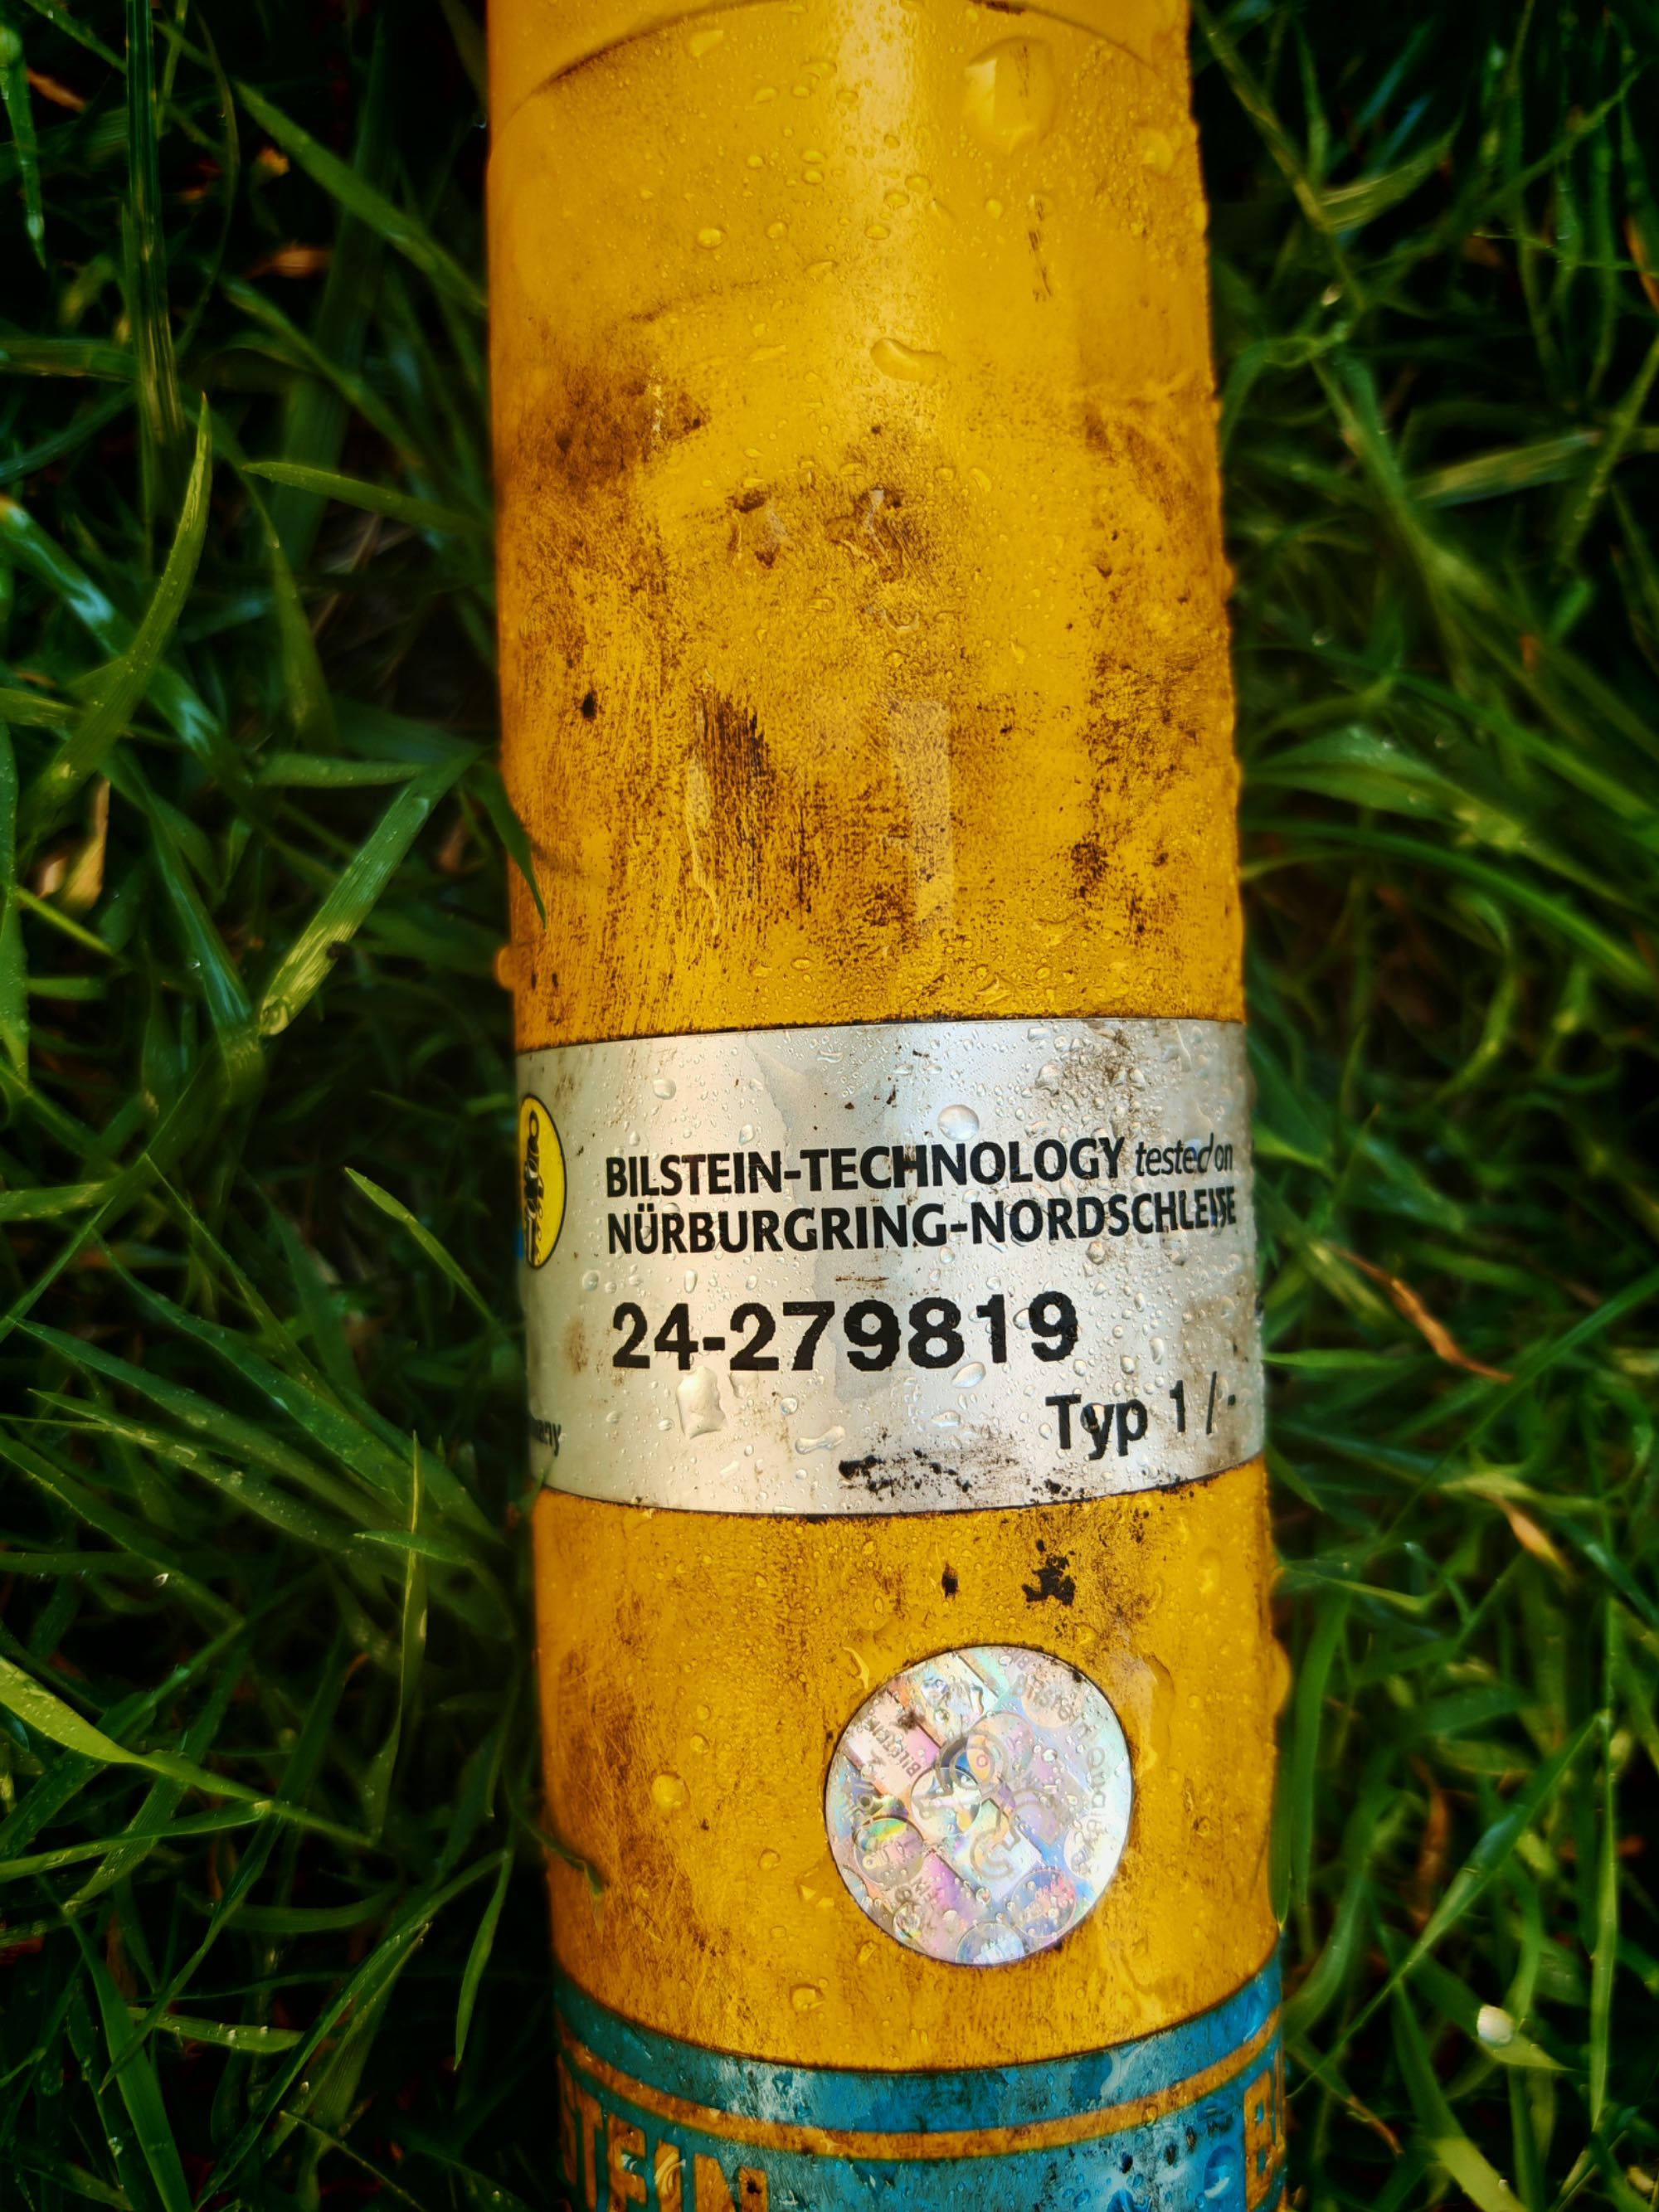 BILSTEIN-TECHNOLOGY tested on
NÜRBURGRING-NORDSCHLEIFE
24-279819
Typ 1 / -